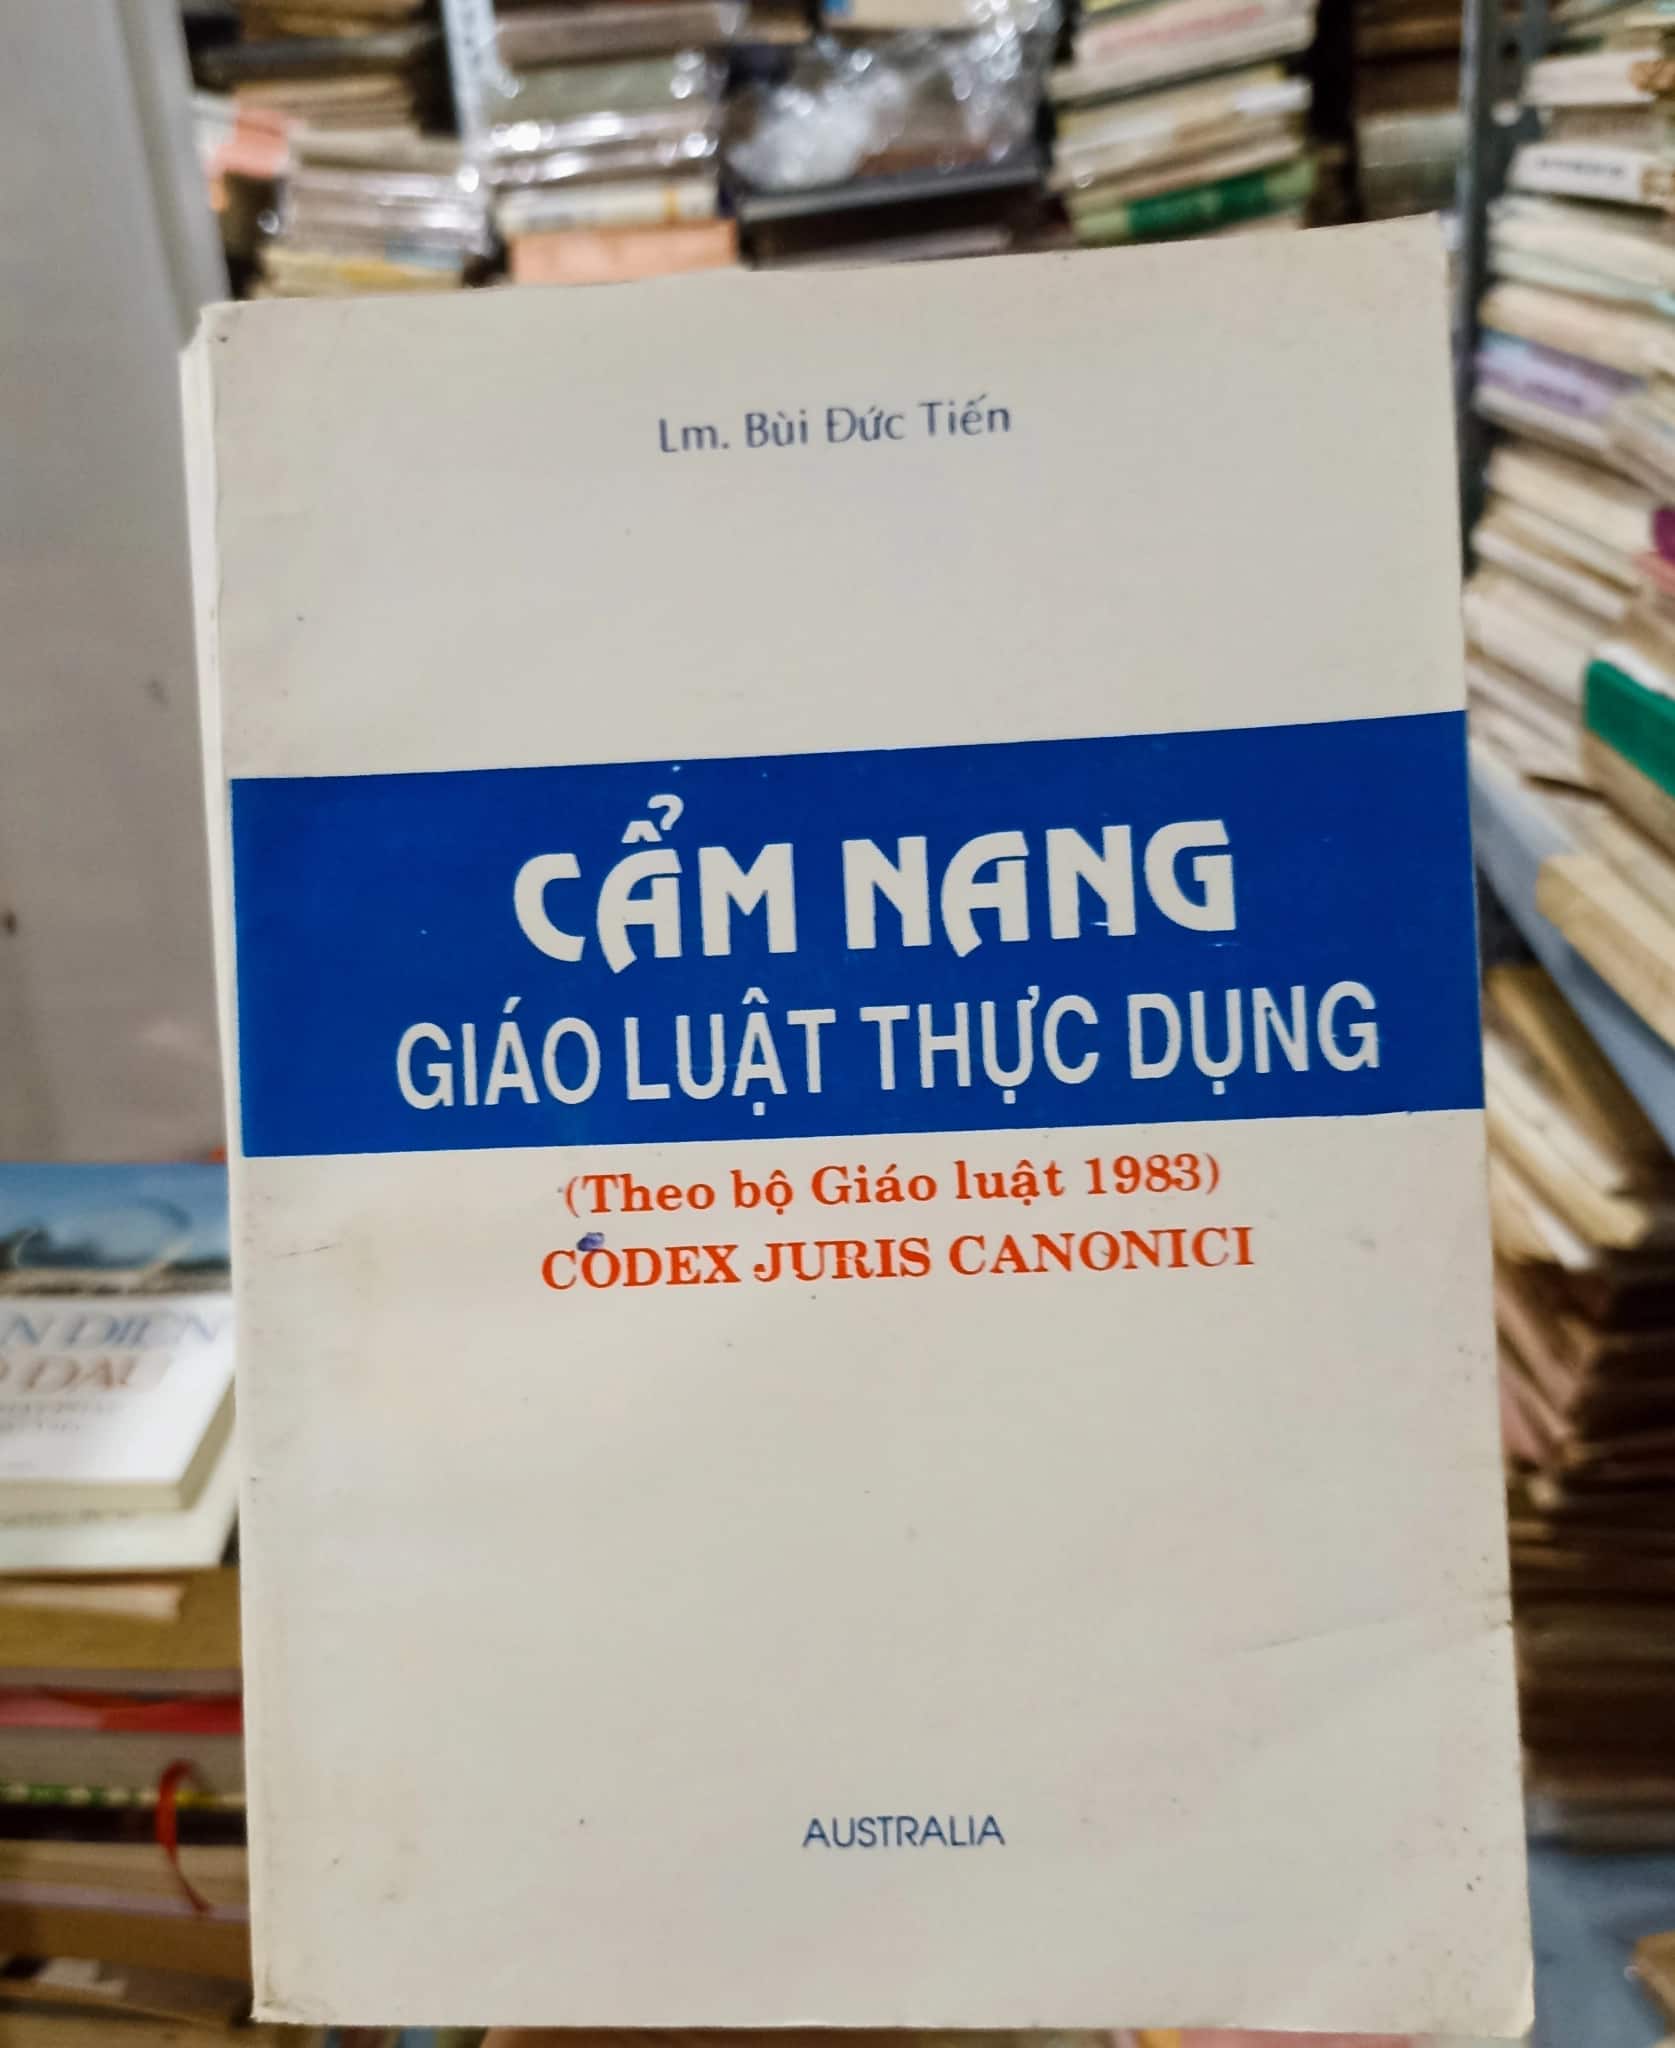 Lm. Bùi Đức Tiến
CẨM NANG
GIÁO LUẬT THỰC DỤNG
(Theo bộ Giáo luật 1983)
CODEX JURIS CANONICI
AUSTRALIA